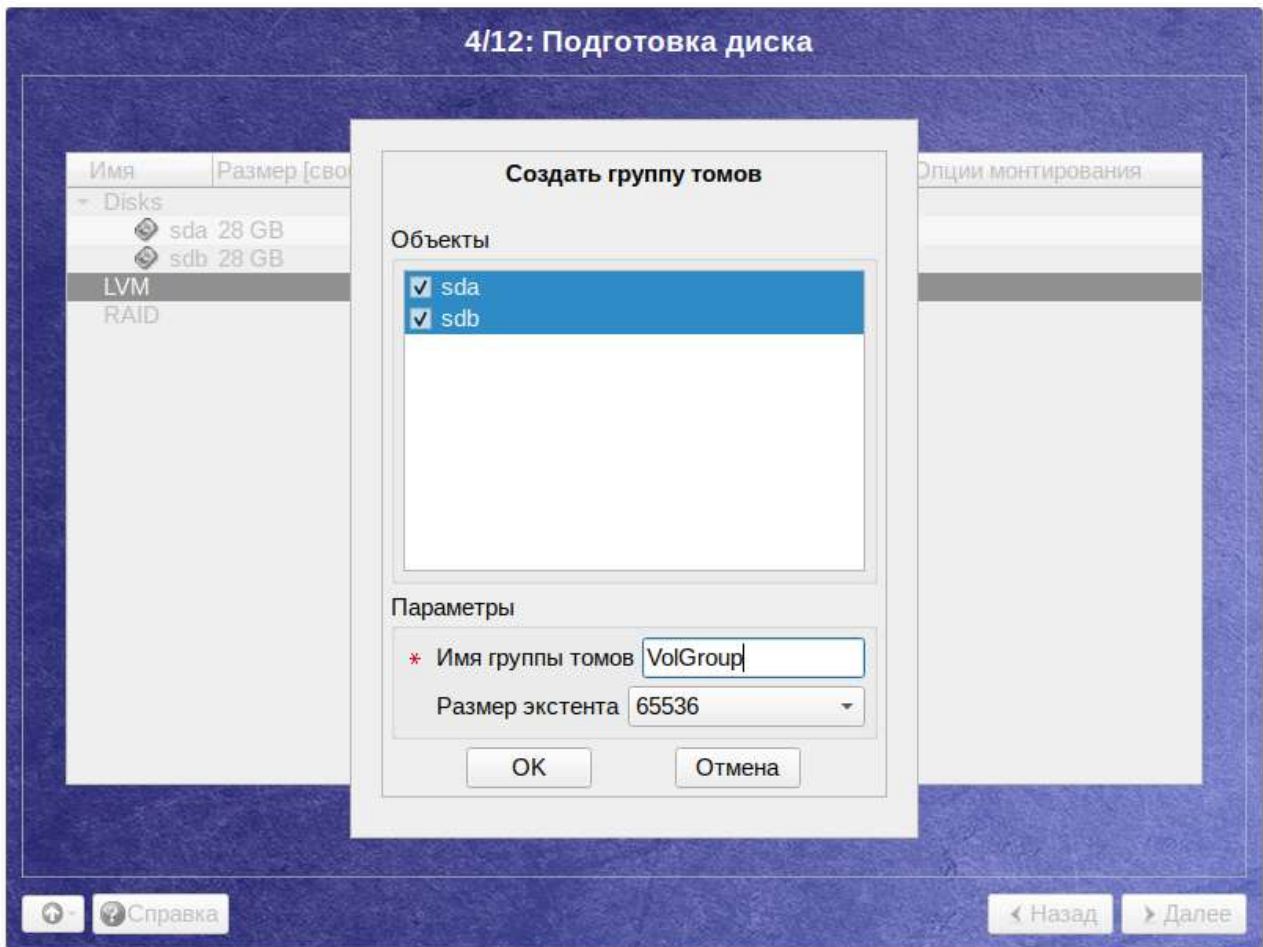 4/12: Подготовка диска
Имя
Размер [сво
Опции монтирования
Disks
sda 28 GB
sdb 28 GB
LVM
RAID
Создать группу томов
Объекты
sda
sdb
Параметры
* Имя группы томов VolGroup
Размер экстента 65536
OK
Отмена
Справка
Назад
Далее